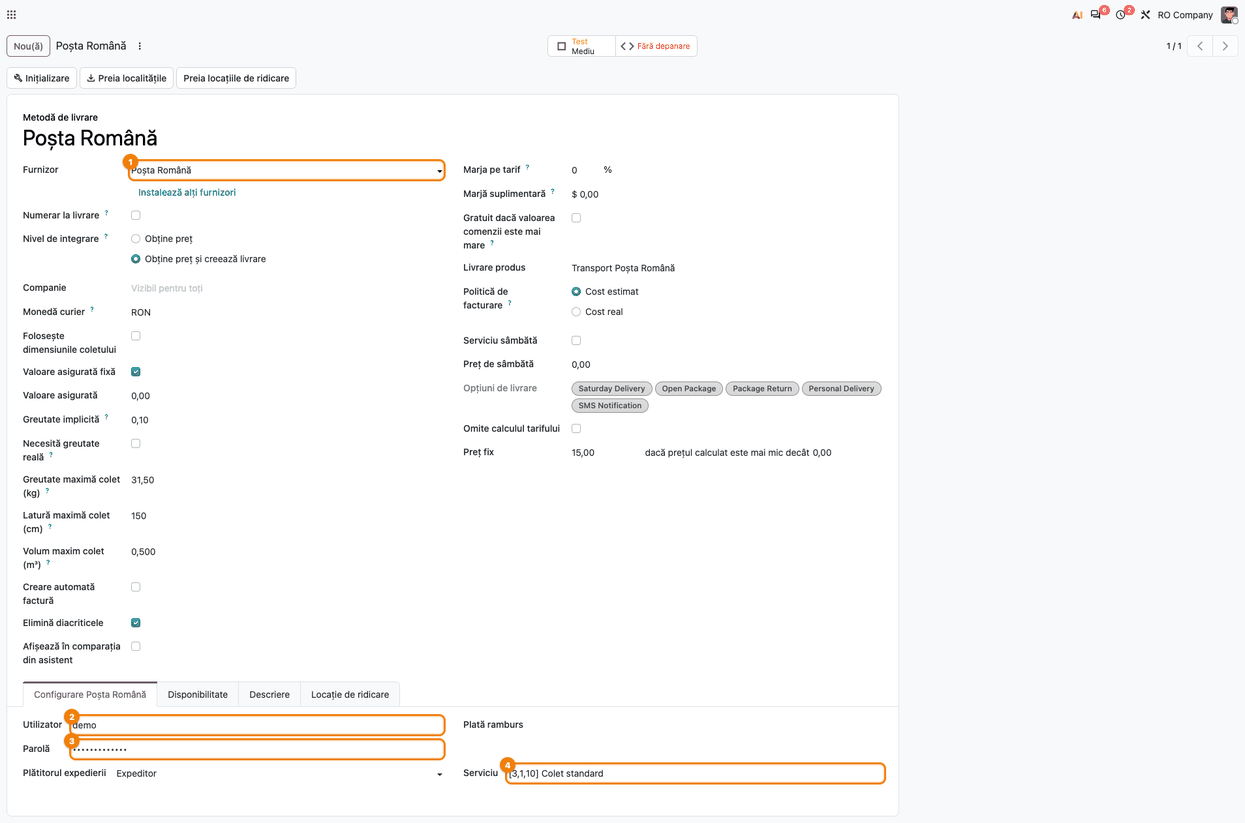 AI 6 2 RO Company
Nou(ă) Poșta Română Test Mediu Fără depanare 1 / 1
Inițializare Preia localitățile Preia locațiile de ridicare
Metodă de livrare
Poșta Română
1
Furnizor Poșta Română Marja pe tarif ? 0 %
Instalează alți furnizori Marjă suplimentară ? $ 0,00
Numerar la livrare ? Gratuit dacă valoarea
comenzii este mai
mare ?
Nivel de integrare ? Obține preț
Obține preț și creează livrare Livrare produs Transport Poșta Română
Companie Vizibil pentru toți Politică de
facturare ? Cost estimat
Cost real
Monedă curier ? RON
Folosește
dimensiunile coletului Serviciu sâmbătă
Valoare asigurată fixă Preț de sâmbătă 0,00
Valoare asigurată 0,00 Opțiuni de livrare Saturday Delivery Open Package Package Return Personal Delivery
SMS Notification
Greutate implicită ? 0,10 Omite calculul tarifului
Necesită greutate
reală ? Preț fix 15,00 dacă prețul calculat este mai mic decât 0,00
Greutate maximă colet
(kg) ? 31,50
Latură maximă colet
(cm) ? 150
Volum maxim colet
(m³) ? 0,500
Creare automată
factură
Elimină diacriticele
Afișează în comparația
din asistent
Configurare Poșta Română Disponibilitate Descriere Locație de ridicare
2
Utilizator demo Plată ramburs
3
Parolă •••••••••••••
4
Plătitorul expedierii Expeditor Serviciu [3,1,10] Colet standard